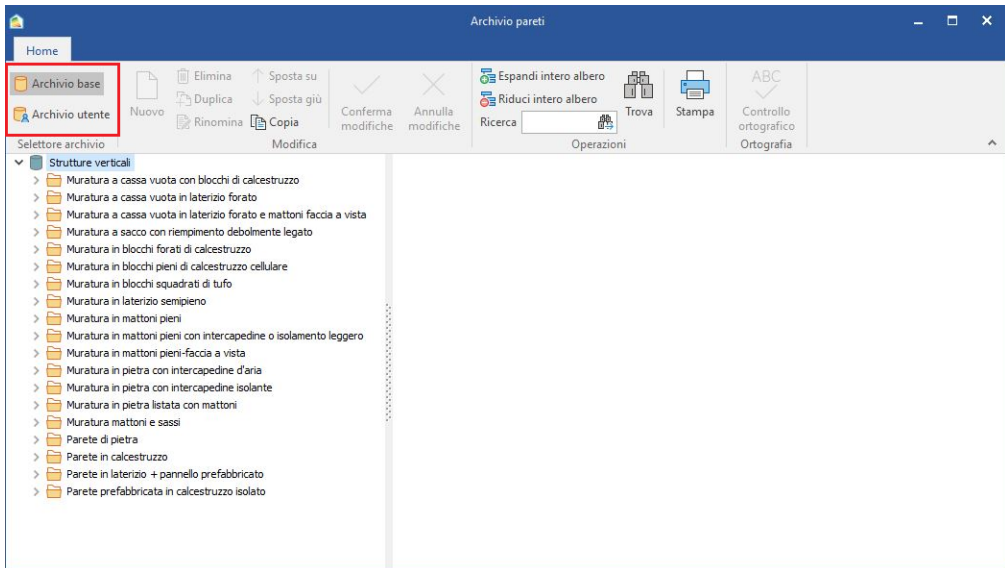 Archivio pareti
Home
Archivio base
Archivio utente
Selettore archivio
Nuovo
Elimina
Duplica
Rinomina
Sposta su
Sposta giù
Copia
Conferma
modifiche
Annulla
modifiche
Modifica
Espandi intero albero
Riduci intero albero
Ricerca
Trova
Stampa
Operazioni
ABC
Controllo
ortografico
Ortografia
Strutture verticali
Muratura a cassa vuota con blocchi di calcestruzzo
Muratura a cassa vuota in laterizio forato
Muratura a cassa vuota in laterizio forato e mattoni faccia a vista
Muratura a sacco con riempimento debolmente legato
Muratura in blocchi forati di calcestruzzo
Muratura in blocchi pieni di calcestruzzo cellulare
Muratura in blocchi squadrati di tufo
Muratura in laterizio semipieno
Muratura in mattoni pieni
Muratura in mattoni pieni con intercapedine o isolamento leggero
Muratura in mattoni pieni-faccia a vista
Muratura in pietra con intercapedine d'aria
Muratura in pietra con intercapedine isolante
Muratura in pietra listata con mattoni
Muratura mattoni e sassi
Parete di pietra
Parete in calcestruzzo
Parete in laterizio + pannello prefabbricato
Parete prefabbricata in calcestruzzo isolato